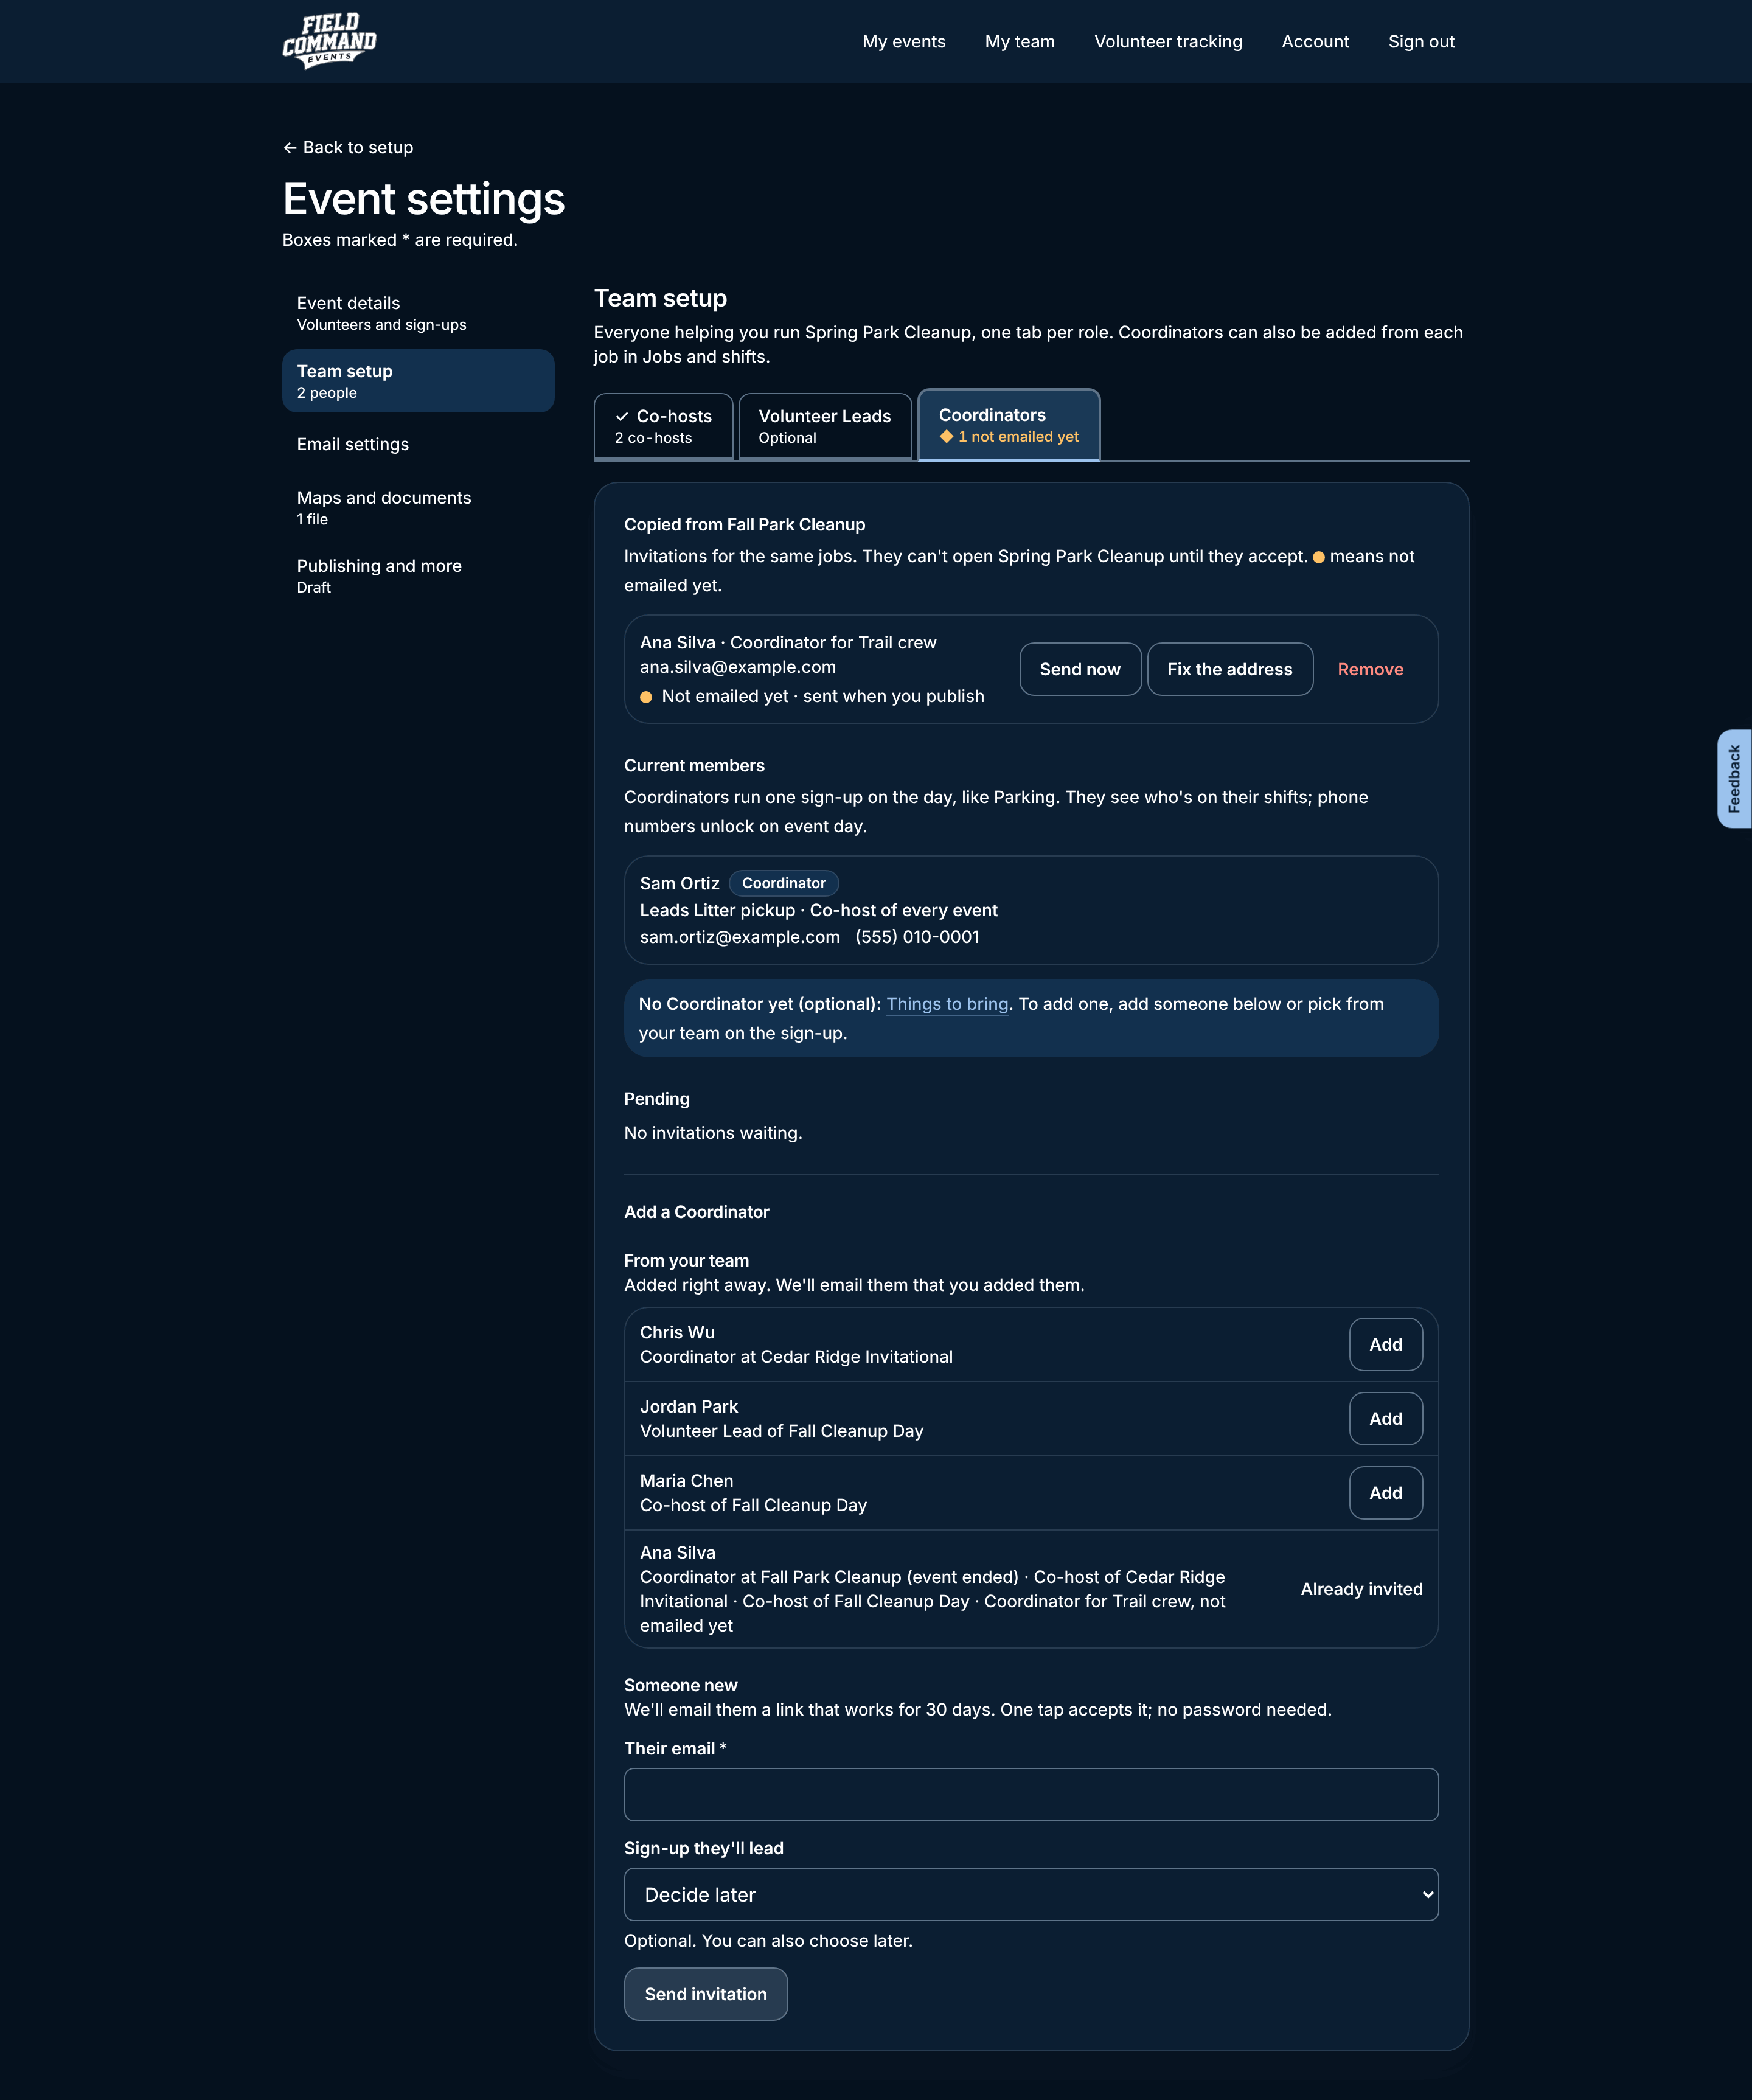 FIELD
COMMAND
EVENTS
My events
My team
Volunteer tracking
Account
Sign out
← Back to setup
Event settings
Boxes marked * are required.
Event details
Volunteers and sign-ups
Team setup
2 people
Email settings
Maps and documents
1 file
Publishing and more
Draft
Team setup
Everyone helping you run Spring Park Cleanup, one tab per role. Coordinators can also be added from each
job in Jobs and shifts.
✓ Co-hosts
2 co-hosts
Volunteer Leads
Optional
Coordinators
◆ 1 not emailed yet
Copied from Fall Park Cleanup
Invitations for the same jobs. They can't open Spring Park Cleanup until they accept. ● means not
emailed yet.
Ana Silva · Coordinator for Trail crew
ana.silva@example.com
● Not emailed yet · sent when you publish
Send now
Fix the address
Remove
Current members
Coordinators run one sign-up on the day, like Parking. They see who's on their shifts; phone
numbers unlock on event day.
Sam Ortiz Coordinator
Leads Litter pickup · Co-host of every event
sam.ortiz@example.com (555) 010-0001
No Coordinator yet (optional): Things to bring. To add one, add someone below or pick from
your team on the sign-up.
Pending
No invitations waiting.
Add a Coordinator
From your team
Added right away. We'll email them that you added them.
Chris Wu
Coordinator at Cedar Ridge Invitational
Add
Jordan Park
Volunteer Lead of Fall Cleanup Day
Add
Maria Chen
Co-host of Fall Cleanup Day
Add
Ana Silva
Coordinator at Fall Park Cleanup (event ended) · Co-host of Cedar Ridge
Invitational · Co-host of Fall Cleanup Day · Coordinator for Trail crew, not
emailed yet
Already invited
Someone new
We'll email them a link that works for 30 days. One tap accepts it; no password needed.
Their email *
Sign-up they'll lead
Decide later
Optional. You can also choose later.
Send invitation
Feedback